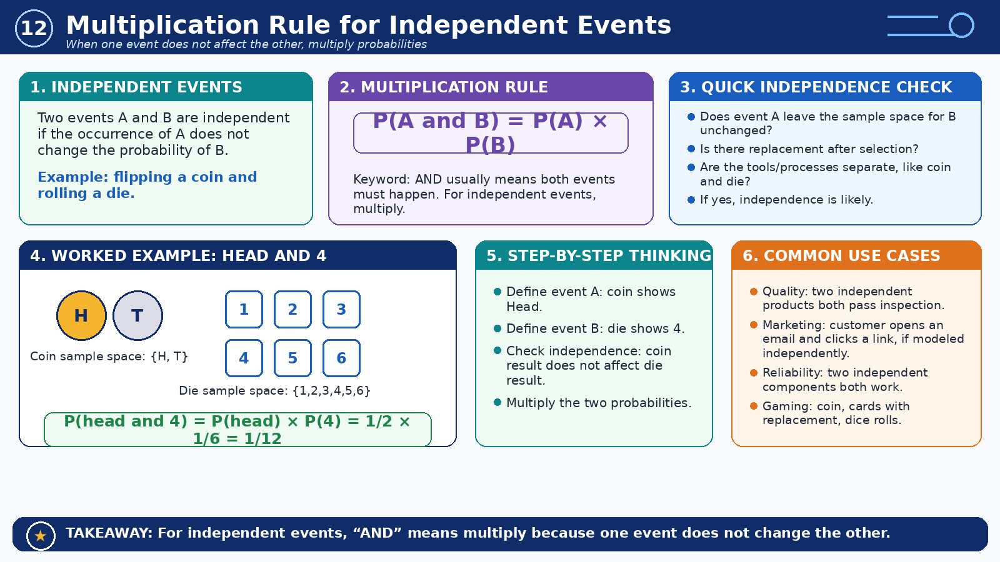 12
Multiplication Rule for Independent Events
When one event does not affect the other, multiply probabilities
1. INDEPENDENT EVENTS
Two events A and B are independent
if the occurrence of A does not
change the probability of B.
Example: flipping a coin and
rolling a die.
2. MULTIPLICATION RULE
P(A and B) = P(A) ×
P(B)
Keyword: AND usually means both events
must happen. For independent events,
multiply.
3. QUICK INDEPENDENCE CHECK
Does event A leave the sample space for B
unchanged?
Is there replacement after selection?
Are the tools/processes separate, like coin
and die?
If yes, independence is likely.
4. WORKED EXAMPLE: HEAD AND 4
H T
1 2 3
4 5 6
Coin sample space: {H, T}
Die sample space: {1,2,3,4,5,6}
P(head and 4) = P(head) × P(4) = 1/2 ×
1/6 = 1/12
5. STEP-BY-STEP THINKING
Define event A: coin shows
Head.
Define event B: die shows 4.
Check independence: coin
result does not affect die
result.
Multiply the two probabilities.
6. COMMON USE CASES
Quality: two independent
products both pass inspection.
Marketing: customer opens an
email and clicks a link, if modeled
independently.
Reliability: two independent
components both work.
Gaming: coin, cards with
replacement, dice rolls.
TAKEAWAY: For independent events, “AND” means multiply because one event does not change the other.